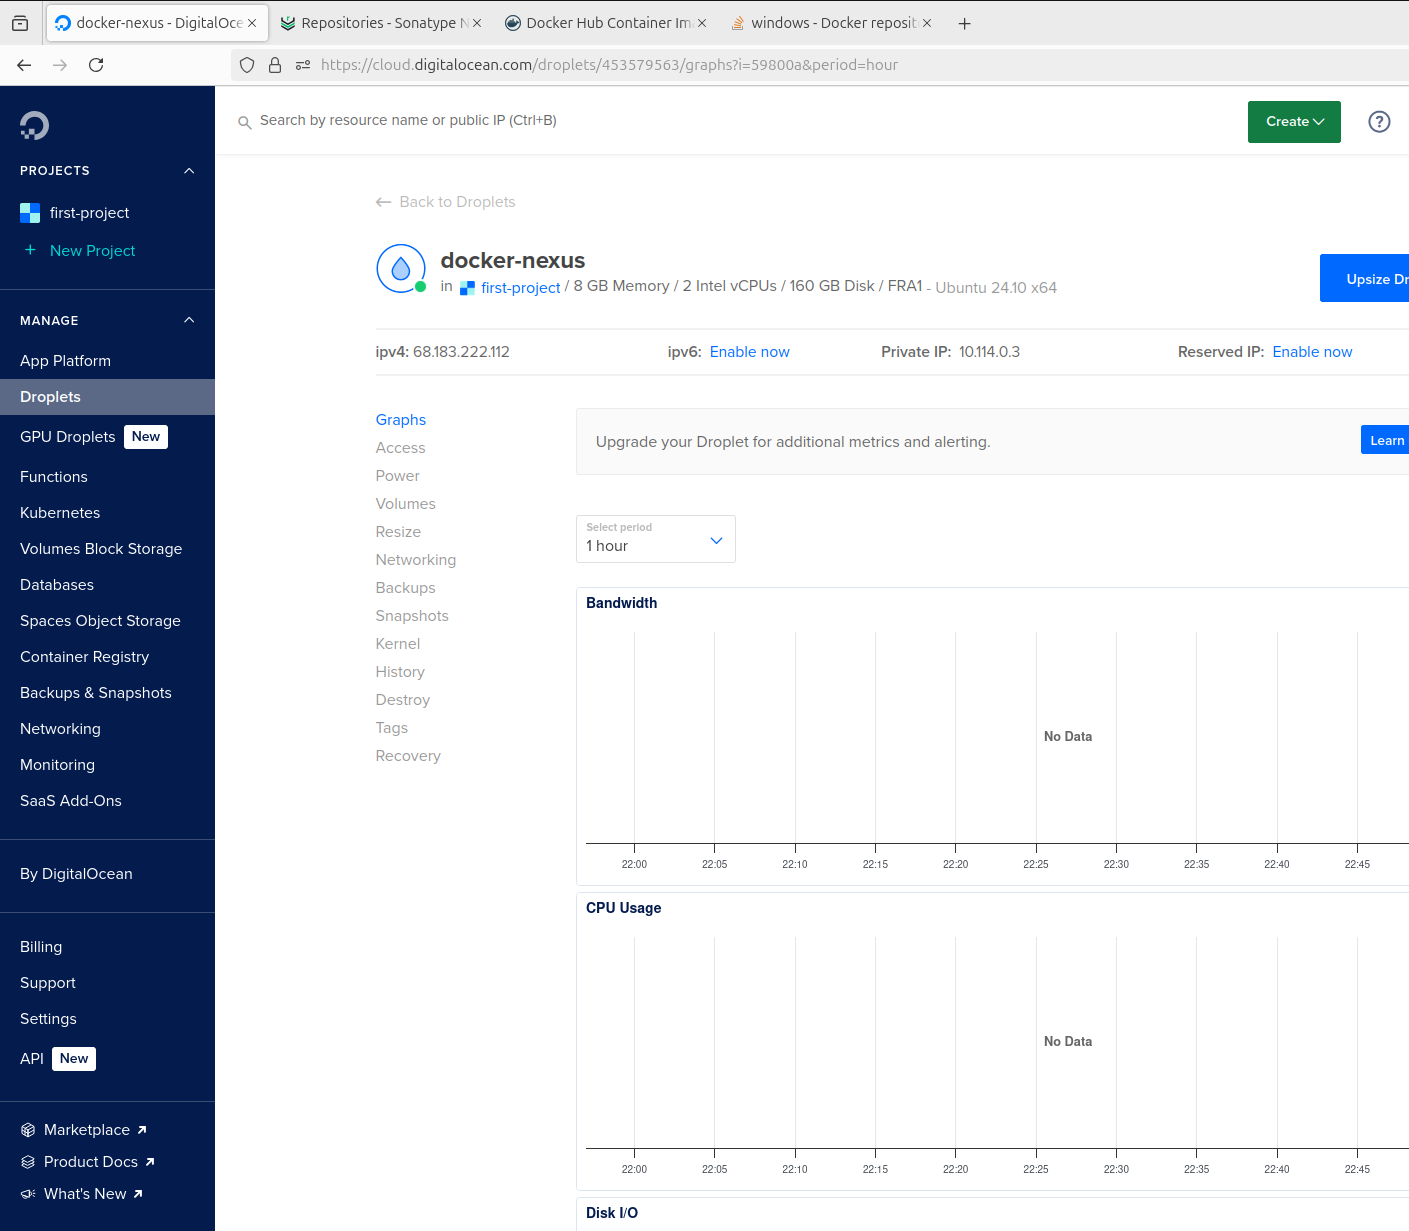 docker-nexus - DigitalOce
Repositories - Sonatype N
Docker Hub Container Im
windows - Docker reposit
https://cloud.digitalocean.com/droplets/453579563/graphs?i=59800a&period=hour
Search by resource name or public IP (Ctrl+B)
Create
PROJECTS
first-project
+ New Project
MANAGE
App Platform
Droplets
GPU Droplets New
Functions
Kubernetes
Volumes Block Storage
Databases
Spaces Object Storage
Container Registry
Backups & Snapshots
Networking
Monitoring
SaaS Add-Ons
By DigitalOcean
Billing
Support
Settings
API New
Marketplace
Product Docs
What's New
Back to Droplets
docker-nexus
in first-project / 8 GB Memory / 2 Intel vCPUs / 160 GB Disk / FRA1 - Ubuntu 24.10 x64
Upsize Dr
ipv4: 68.183.222.112 ipv6: Enable now Private IP: 10.114.0.3 Reserved IP: Enable now
Graphs
Access
Power
Volumes
Resize
Networking
Backups
Snapshots
Kernel
History
Destroy
Tags
Recovery
Upgrade your Droplet for additional metrics and alerting.
Learn
Select period
1 hour
Bandwidth
No Data
22:00 22:05 22:10 22:15 22:20 22:25 22:30 22:35 22:40 22:45
CPU Usage
No Data
22:00 22:05 22:10 22:15 22:20 22:25 22:30 22:35 22:40 22:45
Disk I/O